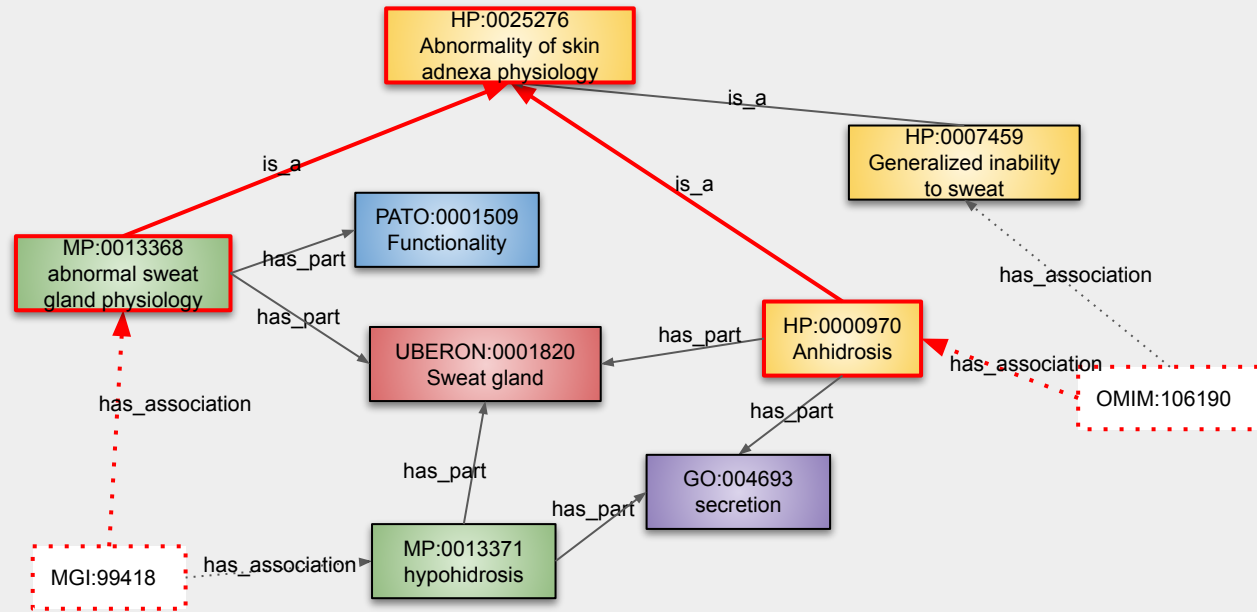 HP:0025276
Abnormality of skin
adnexa physiology
is_a
HP:0007459
Generalized inability
to sweat
is_a
is_a
PATO:0001509
Functionality
MP:0013368
abnormal sweat
gland physiology
has_part
has_association
has_part
HP:0000970
Anhidrosis
has_part
UBERON:0001820
Sweat gland
has_association
OMIM:106190
has_association
has_part
has_part
GO:004693
secretion
has_part
MP:0013371
hypohidrosis
has_association
MGI:99418